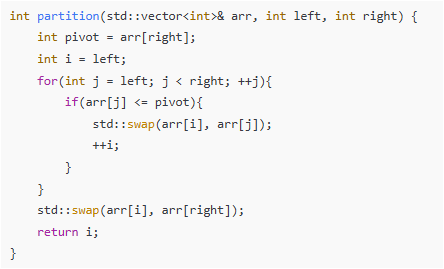 int partition(std::vector<int>& arr, int left, int right) {
    int pivot = arr[right];
    int i = left;
    for(int j = left; j < right; ++j){
        if(arr[j] <= pivot){
            std::swap(arr[i], arr[j]);
            ++i;
        }
    }
    std::swap(arr[i], arr[right]);
    return i;
}